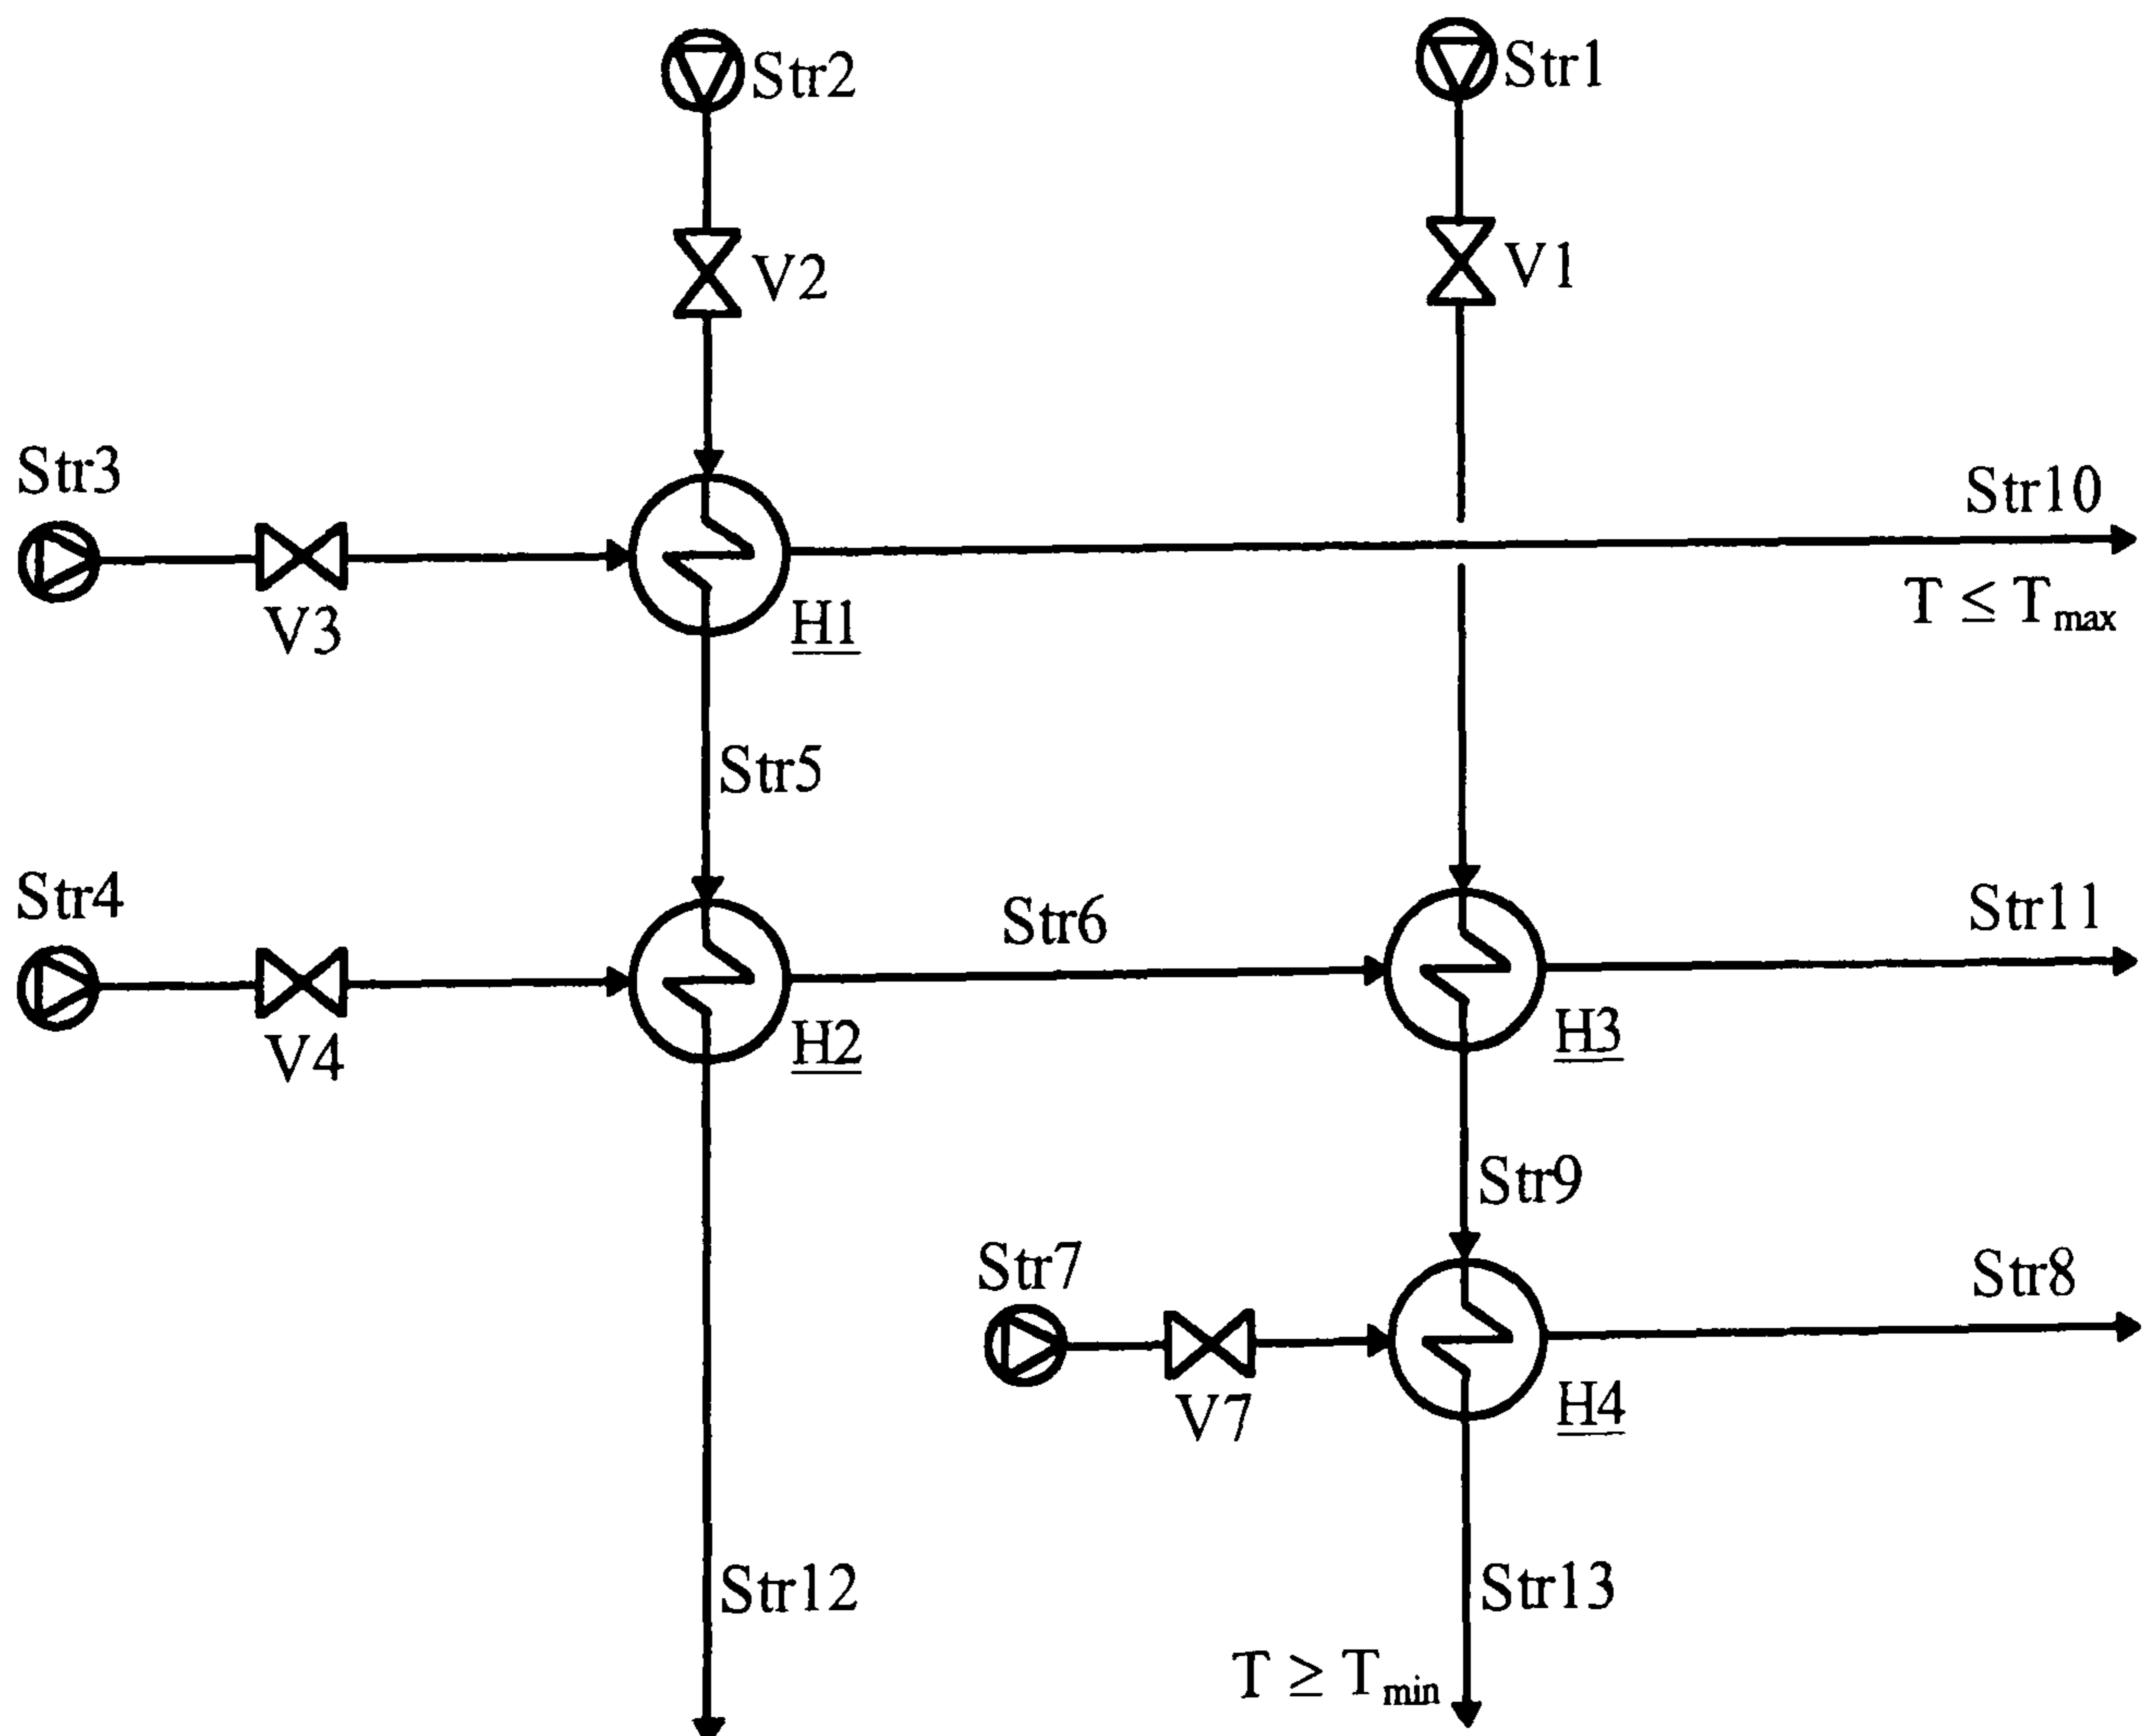 Str2
Str1
V2
V1
Str3
Str10
V3
H1
T ≤ Tmax
Str5
Str4
Str6
Str11
V4
H2
H3
Str9
Str7
Str8
V7
H4
Str12
Str13
T ≥ Tmin